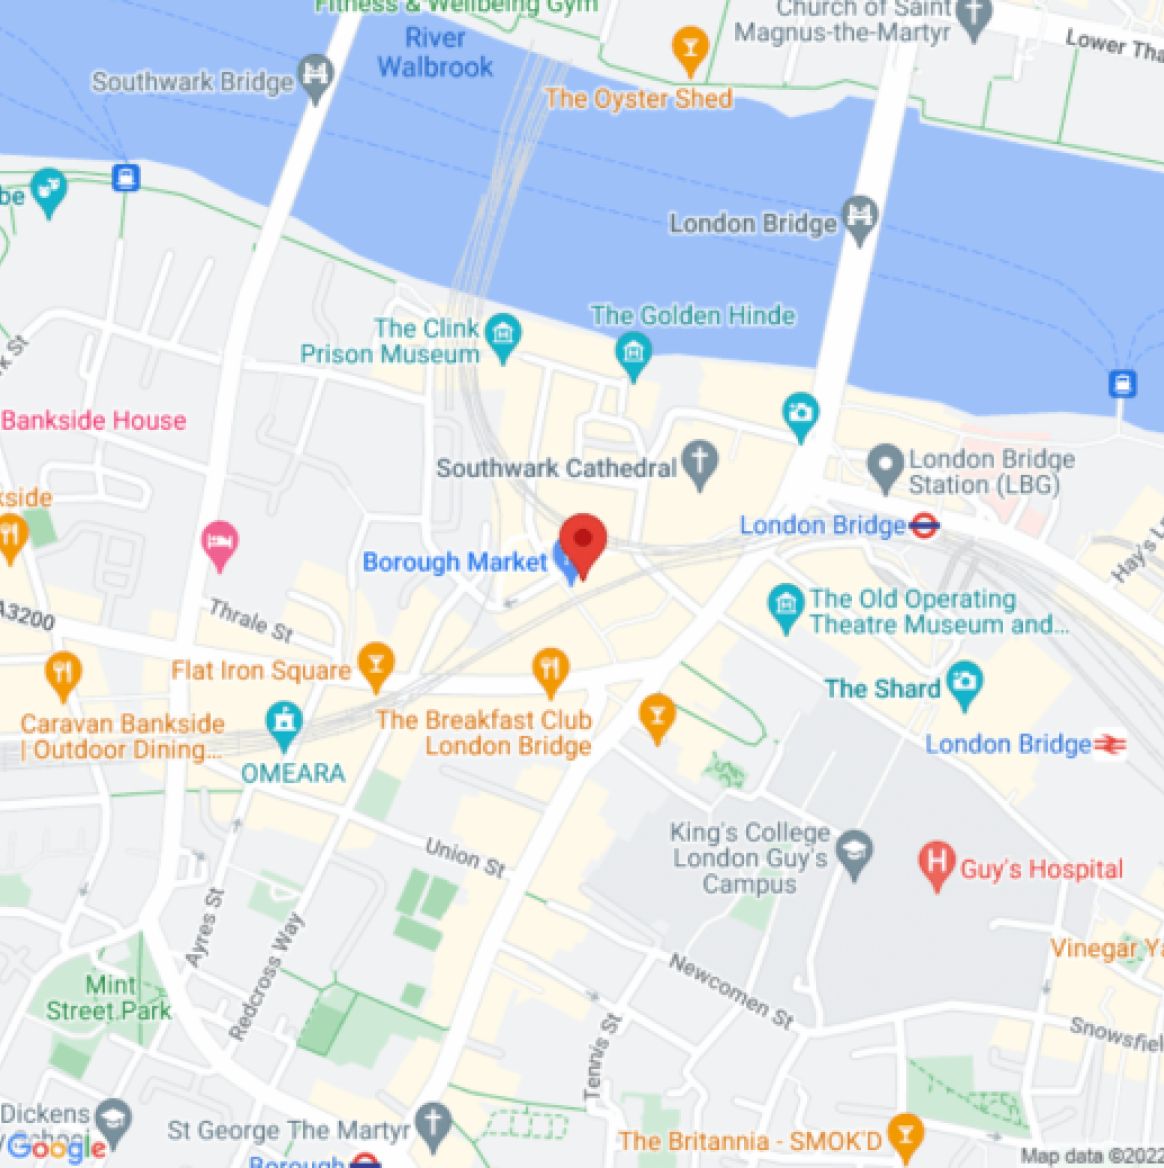 Fitness & Wellbeing Gym
Church of Saint
Magnus-the-Martyr
River
Walbrook
Lower Tha
Southwark Bridge
The Oyster Shed
be
London Bridge
The Golden Hinde
The Clink
Prison Museum
rk St
Bankside House
Southwark Cathedral
London Bridge
Station (LBG)
kside
London Bridge
Borough Market
Hay's
The Old Operating
Theatre Museum and...
A3200
Thrale St
Flat Iron Square
The Shard
Caravan Bankside
| Outdoor Dining...
The Breakfast Club
London Bridge
London Bridge
OMEARA
Union St
King's College
London Guy's
Campus
Guy's Hospital
Ayres St
Redcross Way
Vinegar Ya
Newcomen St
Mint
Street Park
Snowsfiel
Tennis St
Dickens
St George The Martyr
The Britannia - SMOK'D
Google
Borough
Map data ©2022